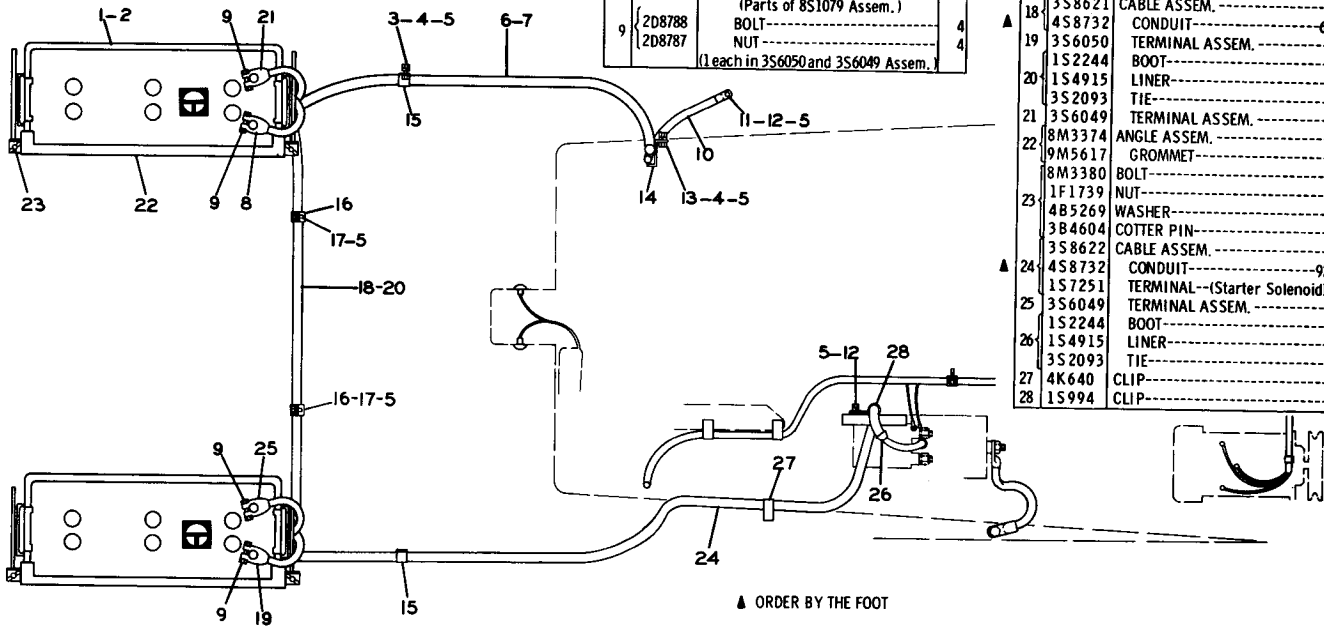 (Parts of 8S1079 Assem.)
9 2D8788 BOLT 4
2D8787 NUT 4
(1 each in 3S6050 and 3S6049 Assem.)
18 3S8621 CABLE ASSEM.
▲ 4S8732 CONDUIT
19 3S6050 TERMINAL ASSEM.
20 1S2244 BOOT
1S4915 LINER
3S2093 TIE
21 3S6049 TERMINAL ASSEM.
22 8M3374 ANGLE ASSEM.
9M5617 GROMMET
23 8M3380 BOLT
1F1739 NUT
4B5269 WASHER
3B4604 COTTER PIN
24 3S8622 CABLE ASSEM.
▲ 4S8732 CONDUIT
1S7251 TERMINAL--(Starter Solenoid
25 3S6049 TERMINAL ASSEM.
26 1S2244 BOOT
1S4915 LINER
3S2093 TIE
27 4K640 CLIP
28 1S994 CLIP
1-2
9
21
3-4-5
6-7
15
11-12-5
10
14
13-4-5
23
22
9
8
16
17-5
18-20
16-17-5
9
25
5-12
28
27
26
24
9
19
15
▲ ORDER BY THE FOOT